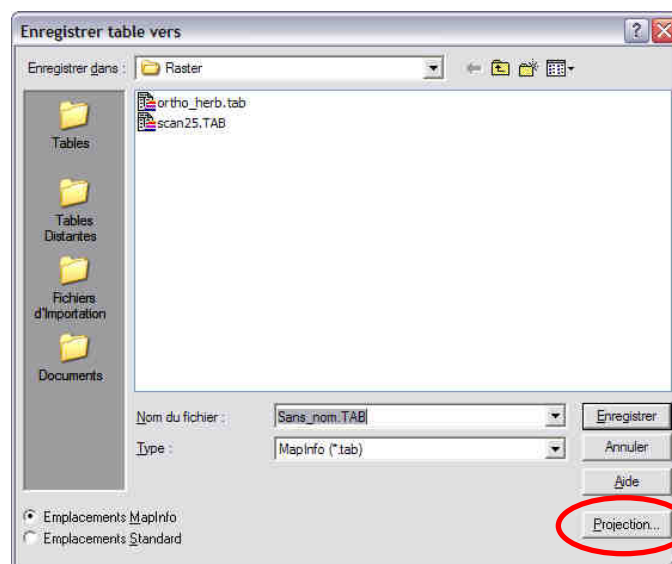 Enregistrer table vers
Enregistrer dans : Raster
ortho_herb.tab
scan25.TAB
Tables
Tables
Distantes
Fichiers
d'Importation
Documents
Nom du fichier : Sans_nom.TAB Enregistrer
Type : MapInfo (*.tab) Annuler
Aide
Emplacements MapInfo
Emplacements Standard
Projection...